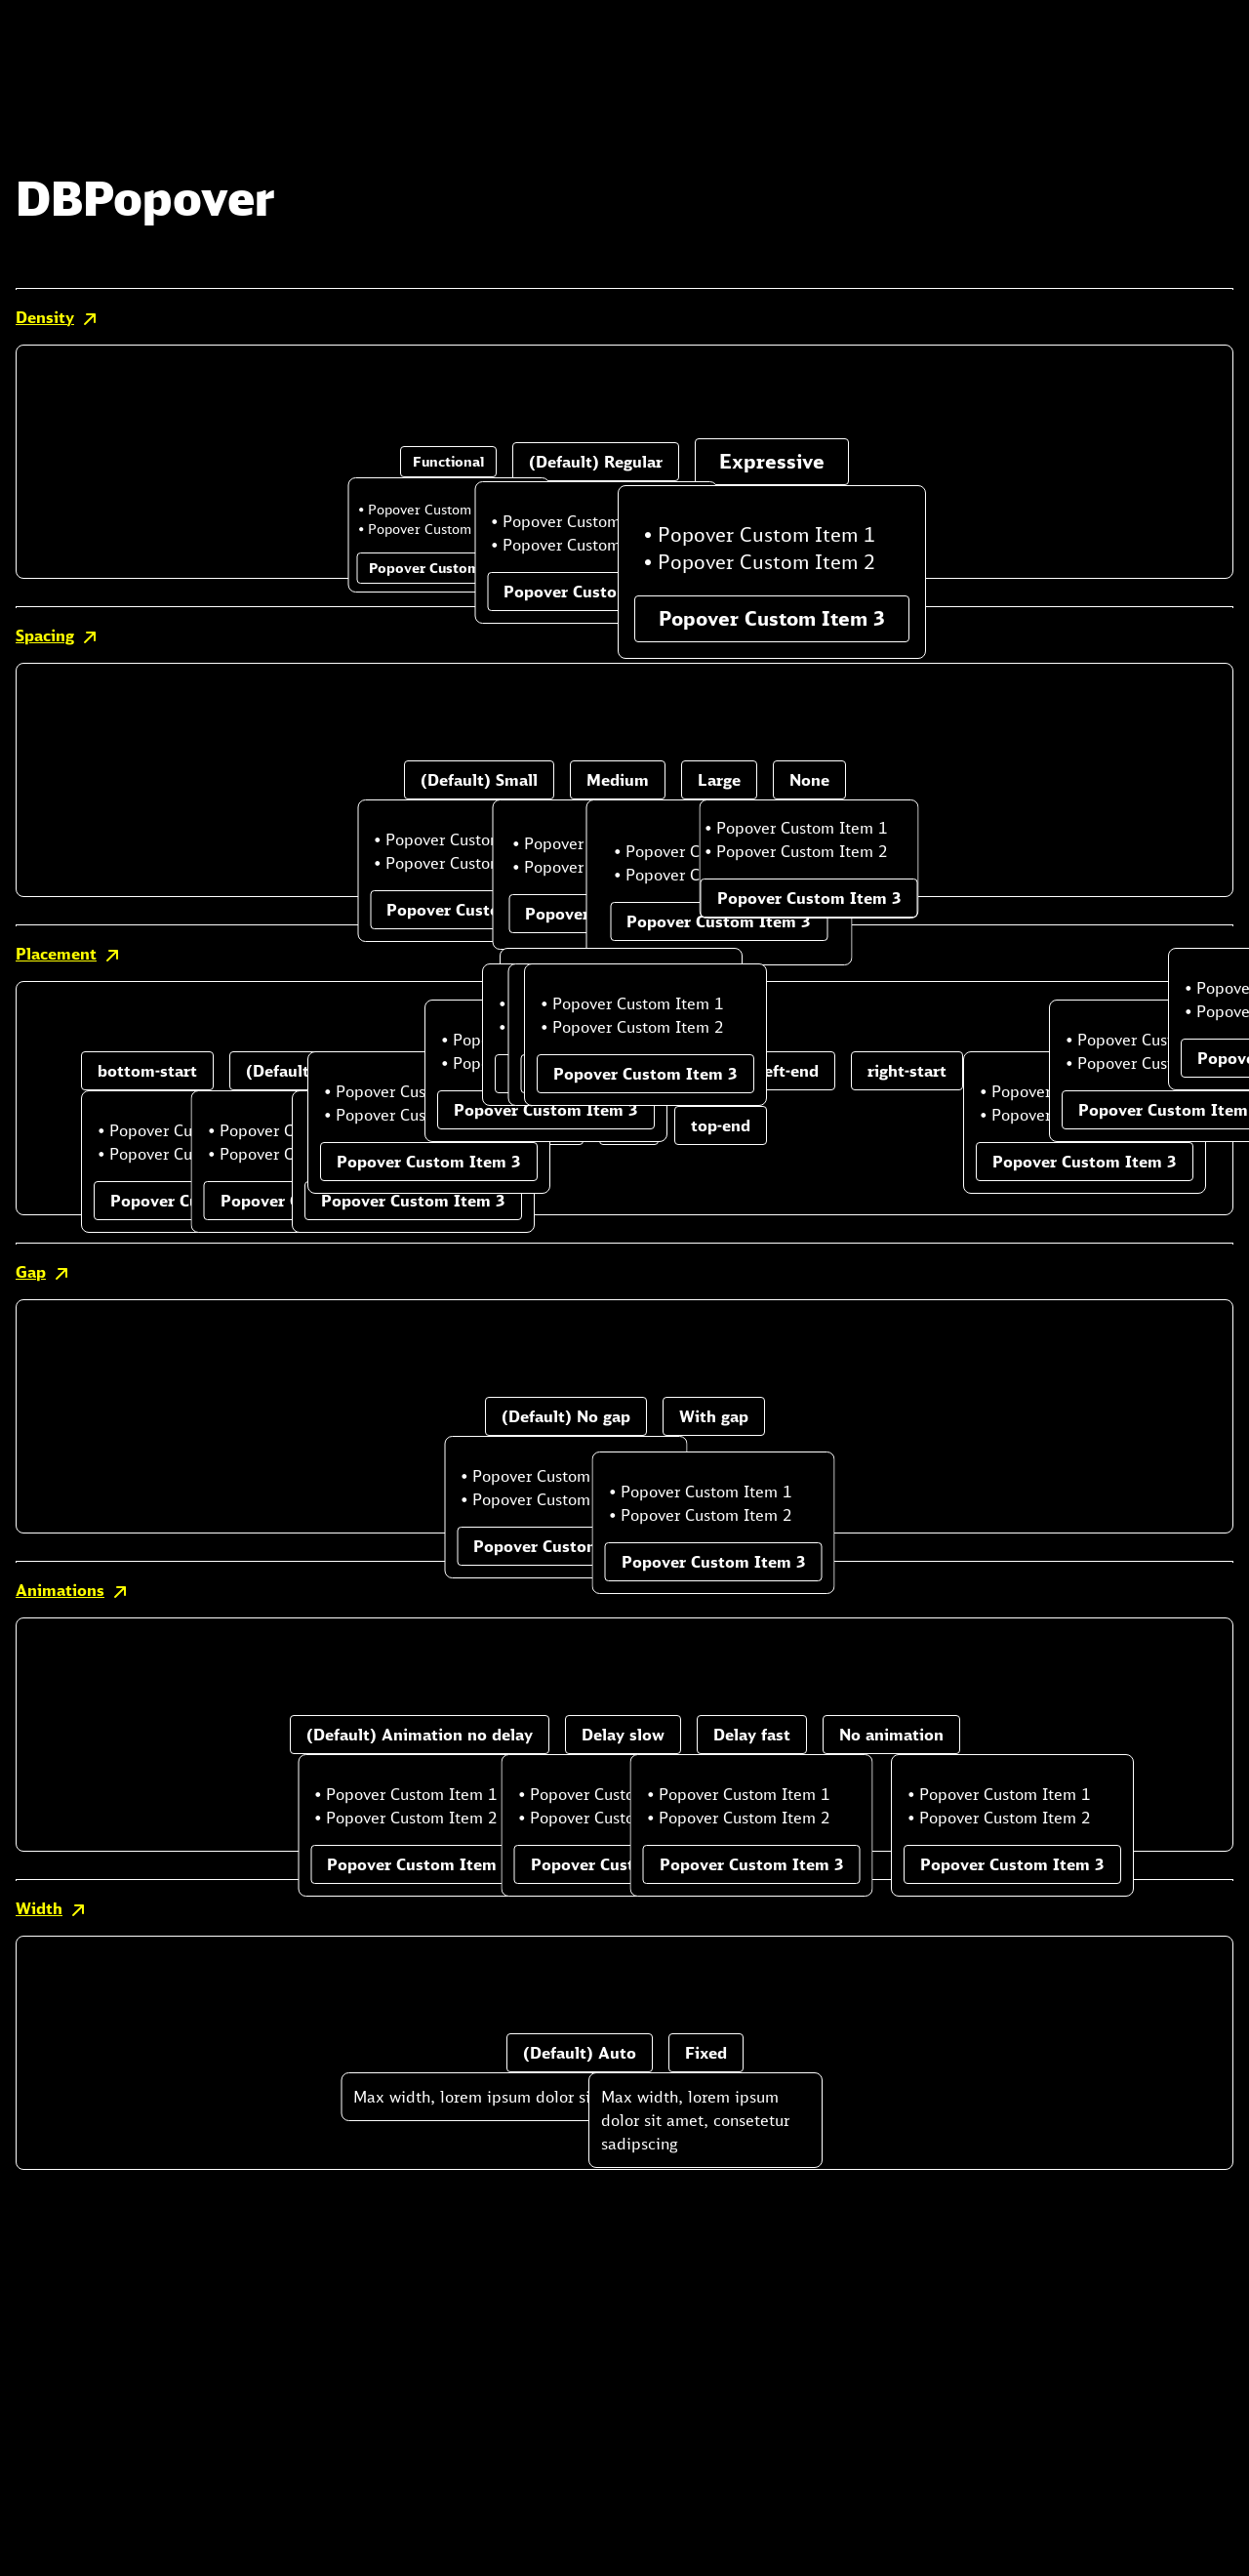 DBPopover
Density
Functional
(Default) Regular
Expressive
• Popover Custom
• Popover Custom
Popover Custom
• Popover Custom
• Popover Custom
Popover Custo
• Popover Custom Item 1
• Popover Custom Item 2
Popover Custom Item 3
Spacing
(Default) Small
Medium
Large
None
• Popover Custom
• Popover Custom
Popover Custo
• Popover
• Popover
Popover
• Popover C
• Popover C
Popover Custom Item 3
• Popover Custom Item 1
• Popover Custom Item 2
Popover Custom Item 3
Placement
bottom-start
(Default
left-end
right-start
top-end
• Popover Cu
• Popover Cu
Popover Cu
• Popover C
• Popover C
Popover
Popover Custom Item 3
• Popover Cus
• Popover Cus
Popover Custom Item 3
• Pop
• Pop
Popover Custom Item 3
• Popover Custom Item 1
• Popover Custom Item 2
Popover Custom Item 3
• Popover
• Popover
Popover Custom Item 3
• Popover Cus
• Popover Cus
Popover Custom Item
• Popove
• Popove
Popove
Gap
(Default) No gap
With gap
• Popover Custom
• Popover Custom
Popover Custom
• Popover Custom Item 1
• Popover Custom Item 2
Popover Custom Item 3
Animations
(Default) Animation no delay
Delay slow
Delay fast
No animation
• Popover Custom Item 1
• Popover Custom Item 2
Popover Custom Item
• Popover Custo
• Popover Custo
Popover Cust
• Popover Custom Item 1
• Popover Custom Item 2
Popover Custom Item 3
• Popover Custom Item 1
• Popover Custom Item 2
Popover Custom Item 3
Width
(Default) Auto
Fixed
Max width, lorem ipsum dolor si
Max width, lorem ipsum
dolor sit amet, consetetur
sadipscing